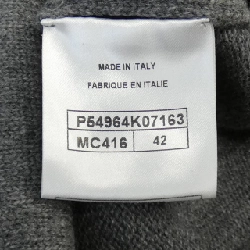 MADE IN ITALY
FABRIQUE EN ITALIE
P54964K07163
MC416 42